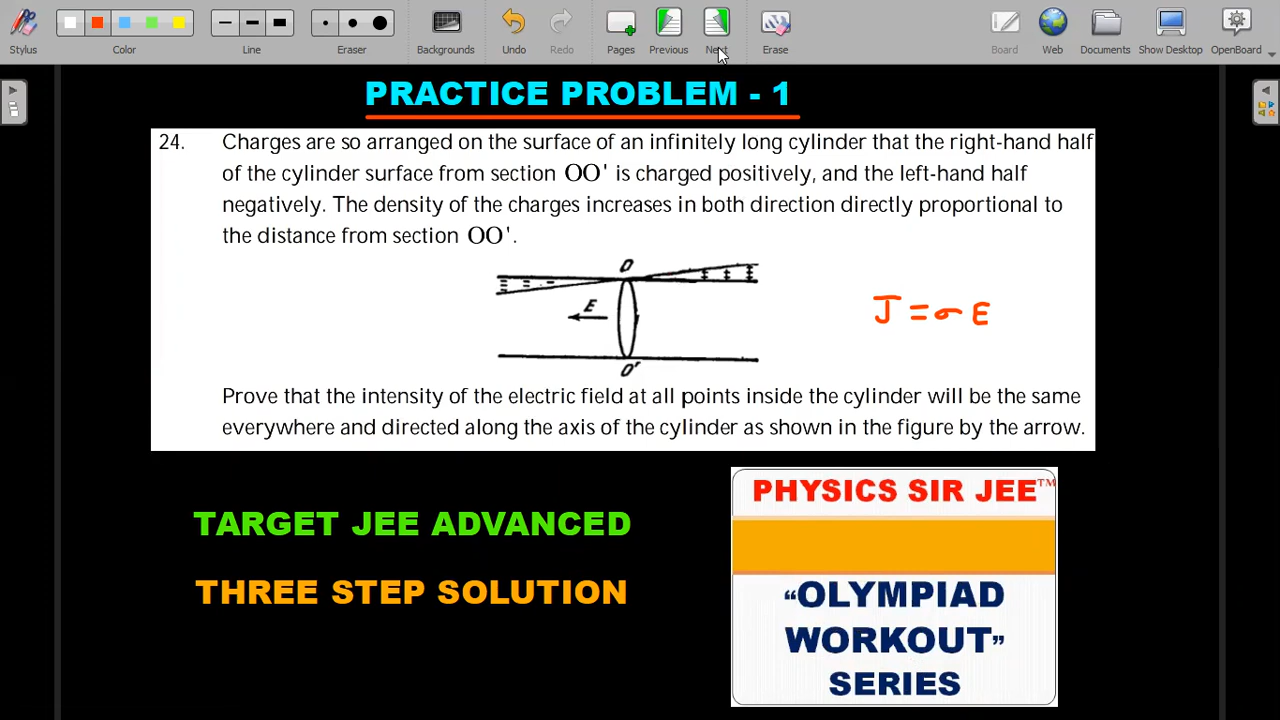 Stylus Color Line Eraser Backgrounds Undo Redo Pages Previous Next Erase Board Web Documents Show Desktop OpenBoard
PRACTICE PROBLEM - 1
24. Charges are so arranged on the surface of an infinitely long cylinder that the right-hand half
of the cylinder surface from section OO' is charged positively, and the left-hand half
negatively. The density of the charges increases in both direction directly proportional to
the distance from section OO'.
O
E
J = σ E
O'
Prove that the intensity of the electric field at all points inside the cylinder will be the same
everywhere and directed along the axis of the cylinder as shown in the figure by the arrow.
TARGET JEE ADVANCED
THREE STEP SOLUTION
PHYSICS SIR JEE™
“OLYMPIAD
WORKOUT”
SERIES